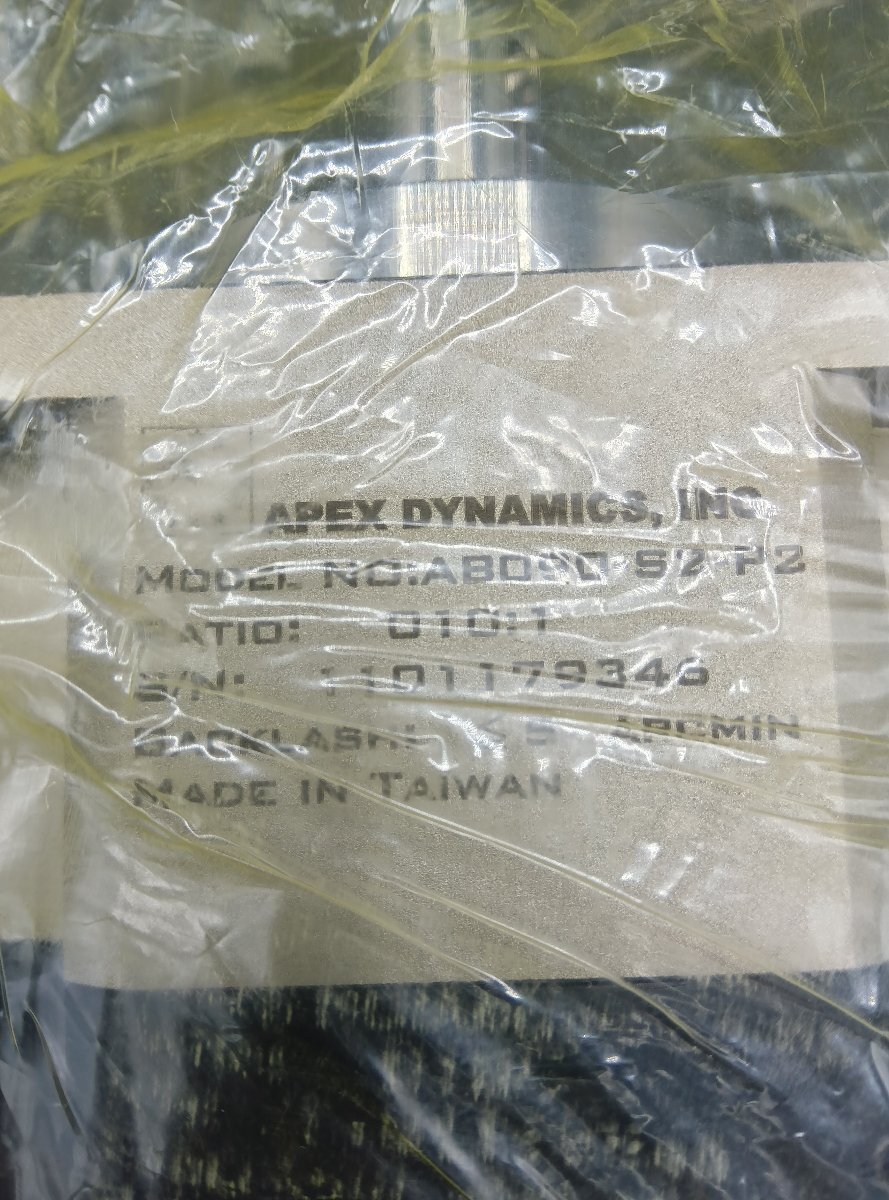 APEX DYNAMICS, INC.
MODEL NO:AB090-S2-P2
RATIO: 010:1
S/N: 1101179346
BACKLASH: < 5 ARCMIN
MADE IN TAIWAN